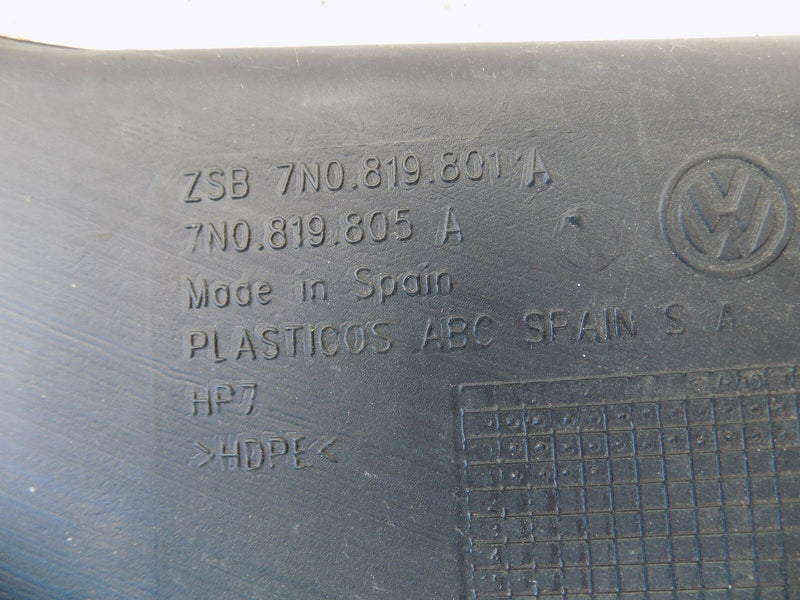 ZSB 7N0.819.801 A
7N0.819.805 A
Made in Spain
PLASTICOS ABC SPAIN S A
HP7
>HDPE<